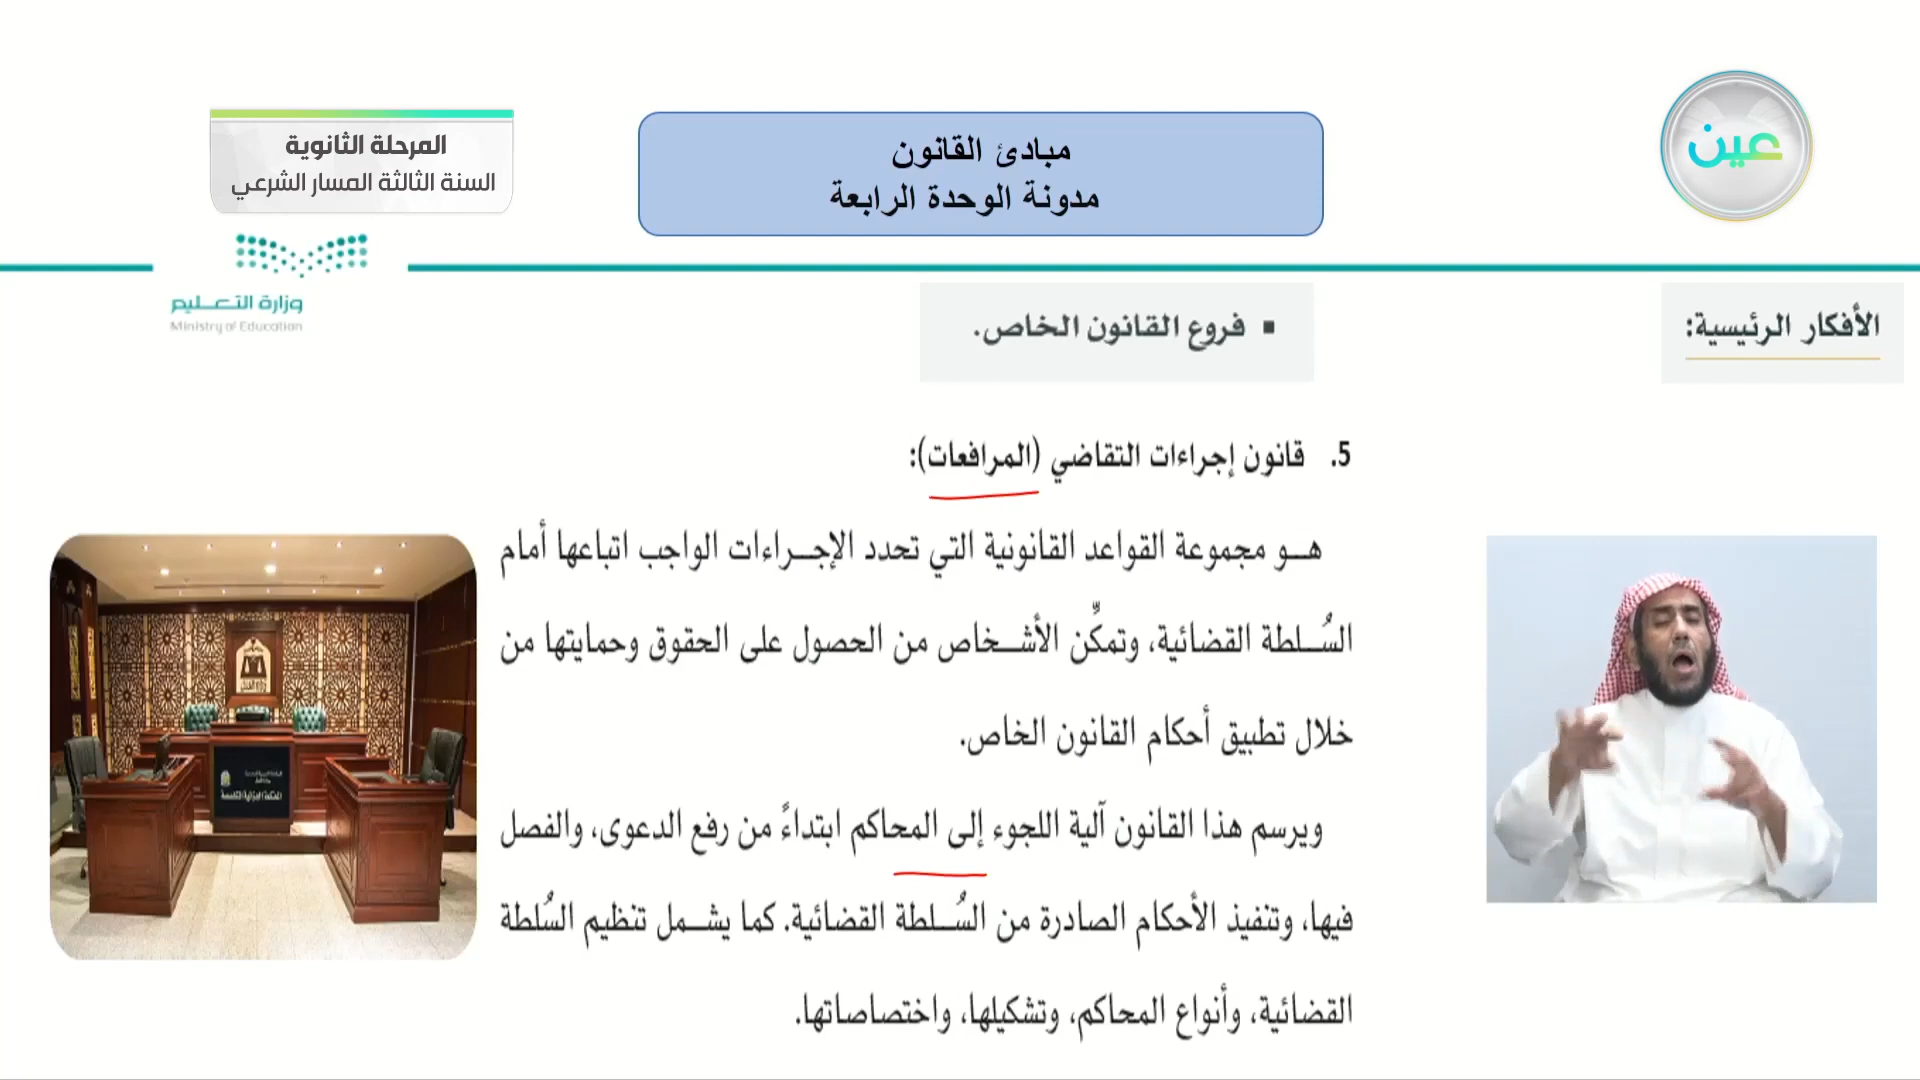 عين
مبادئ القانون
مدونة الوحدة الرابعة
المرحلة الثانوية
السنة الثالثة المسار الشرعي
وزارة التعـــليم
Ministry of Education
الأفكار الرئيسية:
▪ فروع القانون الخاص.
5. قانون إجراءات التقاضي (المرافعات):
هـو مجموعة القواعد القانونية التي تحدد الإجـراءات الواجب اتباعها أمام
السُـلطة القضائية، وتمكِّن الأشـخاص من الحصول على الحقوق وحمايتها من
خلال تطبيق أحكام القانون الخاص.
ويرسم هذا القانون آلية اللجوء إلى المحاكم ابتداءً من رفع الدعوى، والفصل
فيها، وتنفيذ الأحكام الصادرة من السُـلطة القضائية. كما يشـمل تنظيم السُلطة
القضائية، وأنواع المحاكم، وتشكيلها، واختصاصاتها.